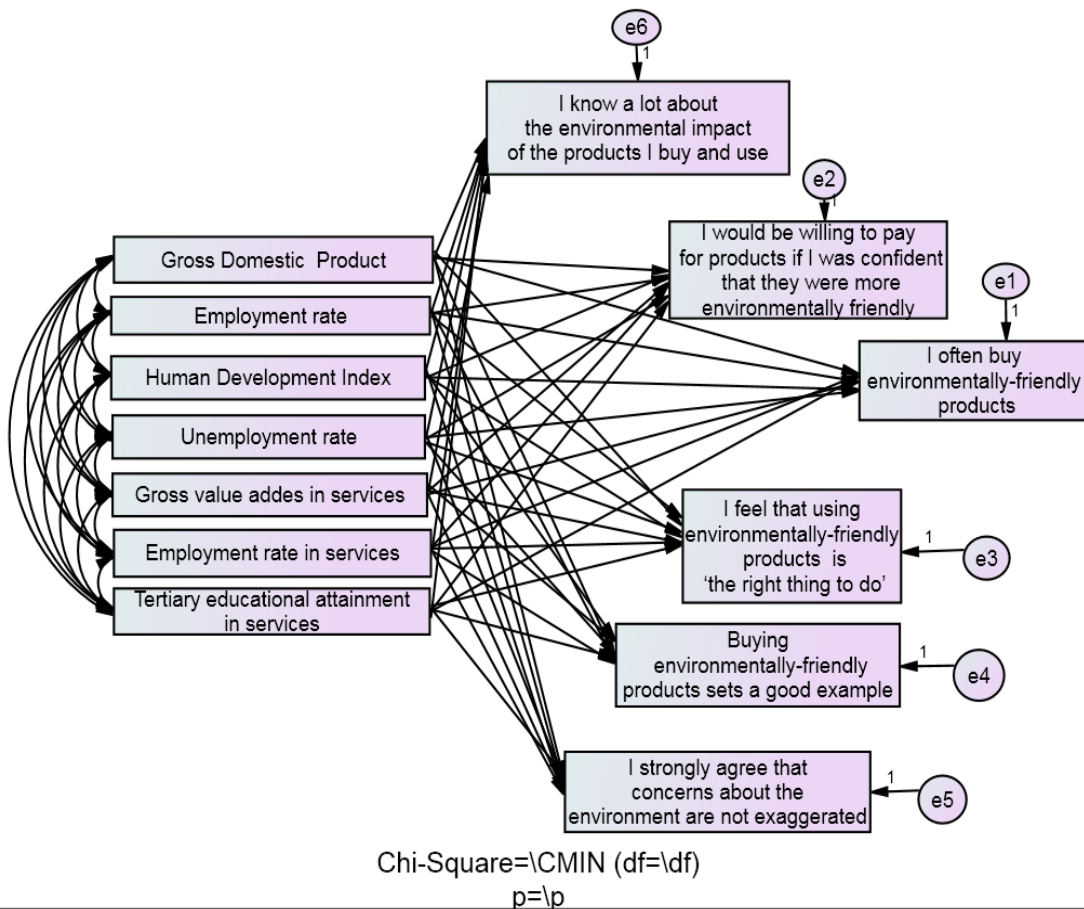 e6
1
I know a lot about
the environmental impact
of the products I buy and use
e2
1
I would be willing to pay
for products if I was confident
that they were more
environmentally friendly
e1
1
I often buy
environmentally-friendly
products
Gross Domestic Product
Employment rate
Human Development Index
Unemployment rate
Gross value addes in services
Employment rate in services
Tertiary educational attainment
in services
I feel that using
environmentally-friendly
products is
‘the right thing to do’
1
e3
Buying
environmentally-friendly
products sets a good example
1
e4
I strongly agree that
concerns about the
environment are not exaggerated
1
e5
Chi-Square=\CMIN (df=\df)
p=\p